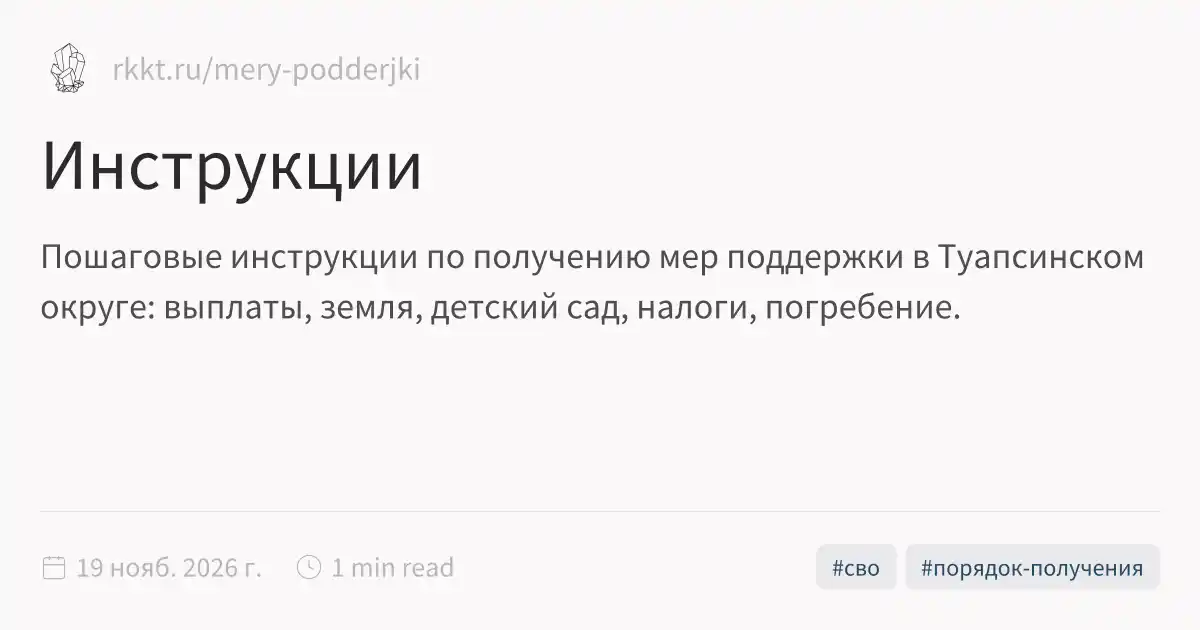 rkkt.ru/mery-podderjki
Инструкции
Пошаговые инструкции по получению мер поддержки в Туапсинском
округе: выплаты, земля, детский сад, налоги, погребение.
19 нояб. 2026 г. 1 min read #сво #порядок-получения